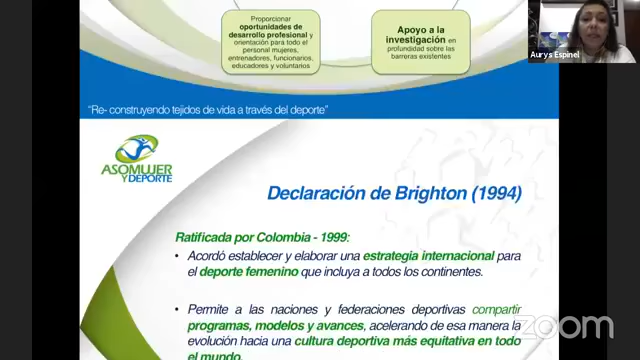 Proporcionar
oportunidades de
desarrollo profesional y
orientación para todo el
personal mujeres,
entrenadores, funcionarios,
educadores y voluntarios
Apoyo a la
investigación en
profundidad sobre las
barreras existentes
Aurys Espinel
“Re- construyendo tejidos de vida a través del deporte”
ASOMUJER
Y DEPORTE
Declaración de Brighton (1994)
Ratificada por Colombia - 1999:
• Acordó establecer y elaborar una estrategia internacional para
el deporte femenino que incluya a todos los continentes.
• Permite a las naciones y federaciones deportivas compartir
programas, modelos y avances, acelerando de esa manera la
evolución hacia una cultura deportiva más equitativa en todo
el mundo.
zoom